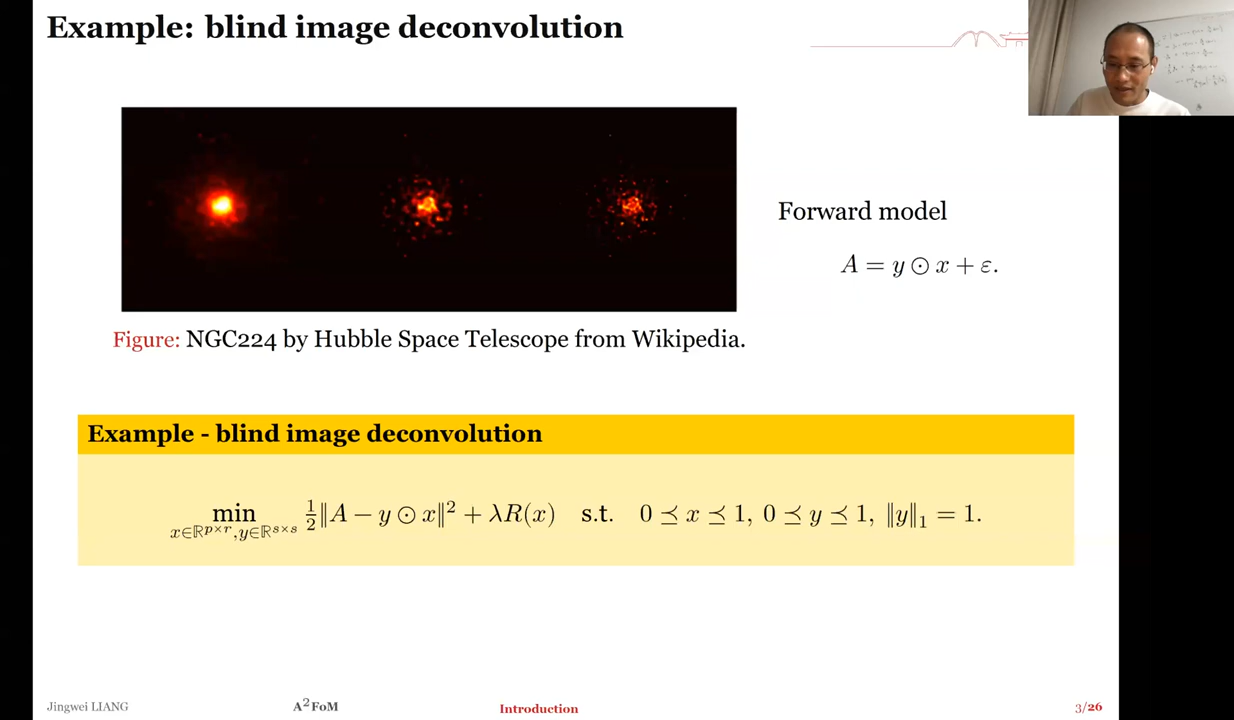 Example: blind image deconvolution
Forward model
A = y ⊙ x + ε.
Figure: NGC224 by Hubble Space Telescope from Wikipedia.
Example - blind image deconvolution
min x∈ℝ^{p×r}, y∈ℝ^{s×s} ½‖A − y ⊙ x‖² + λR(x) s.t. 0 ⪯ x ⪯ 1, 0 ⪯ y ⪯ 1, ‖y‖₁ = 1.
Jingwei LIANG A²FoM Introduction 3/26